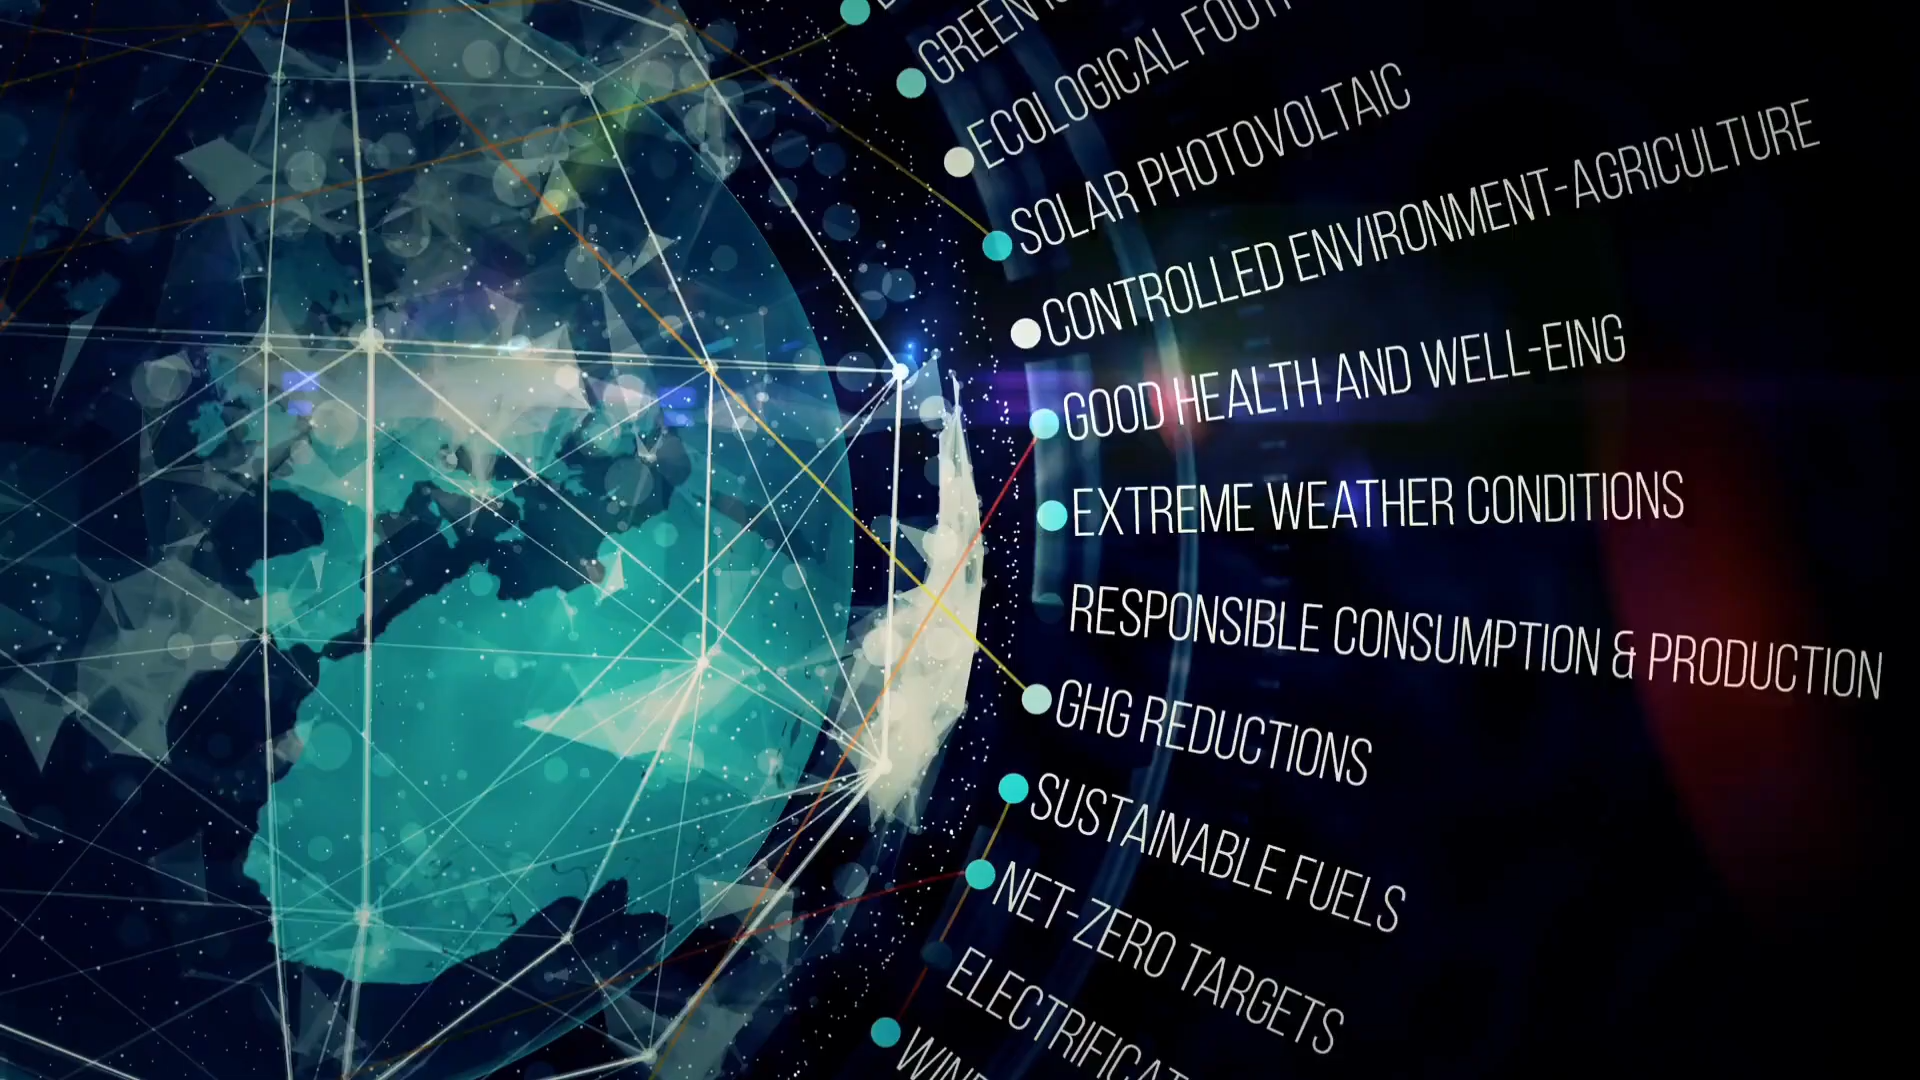 GREEN
ECOLOGICAL
SOLAR PHOTOVOLTAIC
CONTROLLED ENVIRONMENT-AGRICULTURE
GOOD HEALTH AND WELL-EING
EXTREME WEATHER CONDITIONS
RESPONSIBLE CONSUMPTION & PRODUCTION
GHG REDUCTIONS
SUSTAINABLE FUELS
NET-ZERO TARGETS